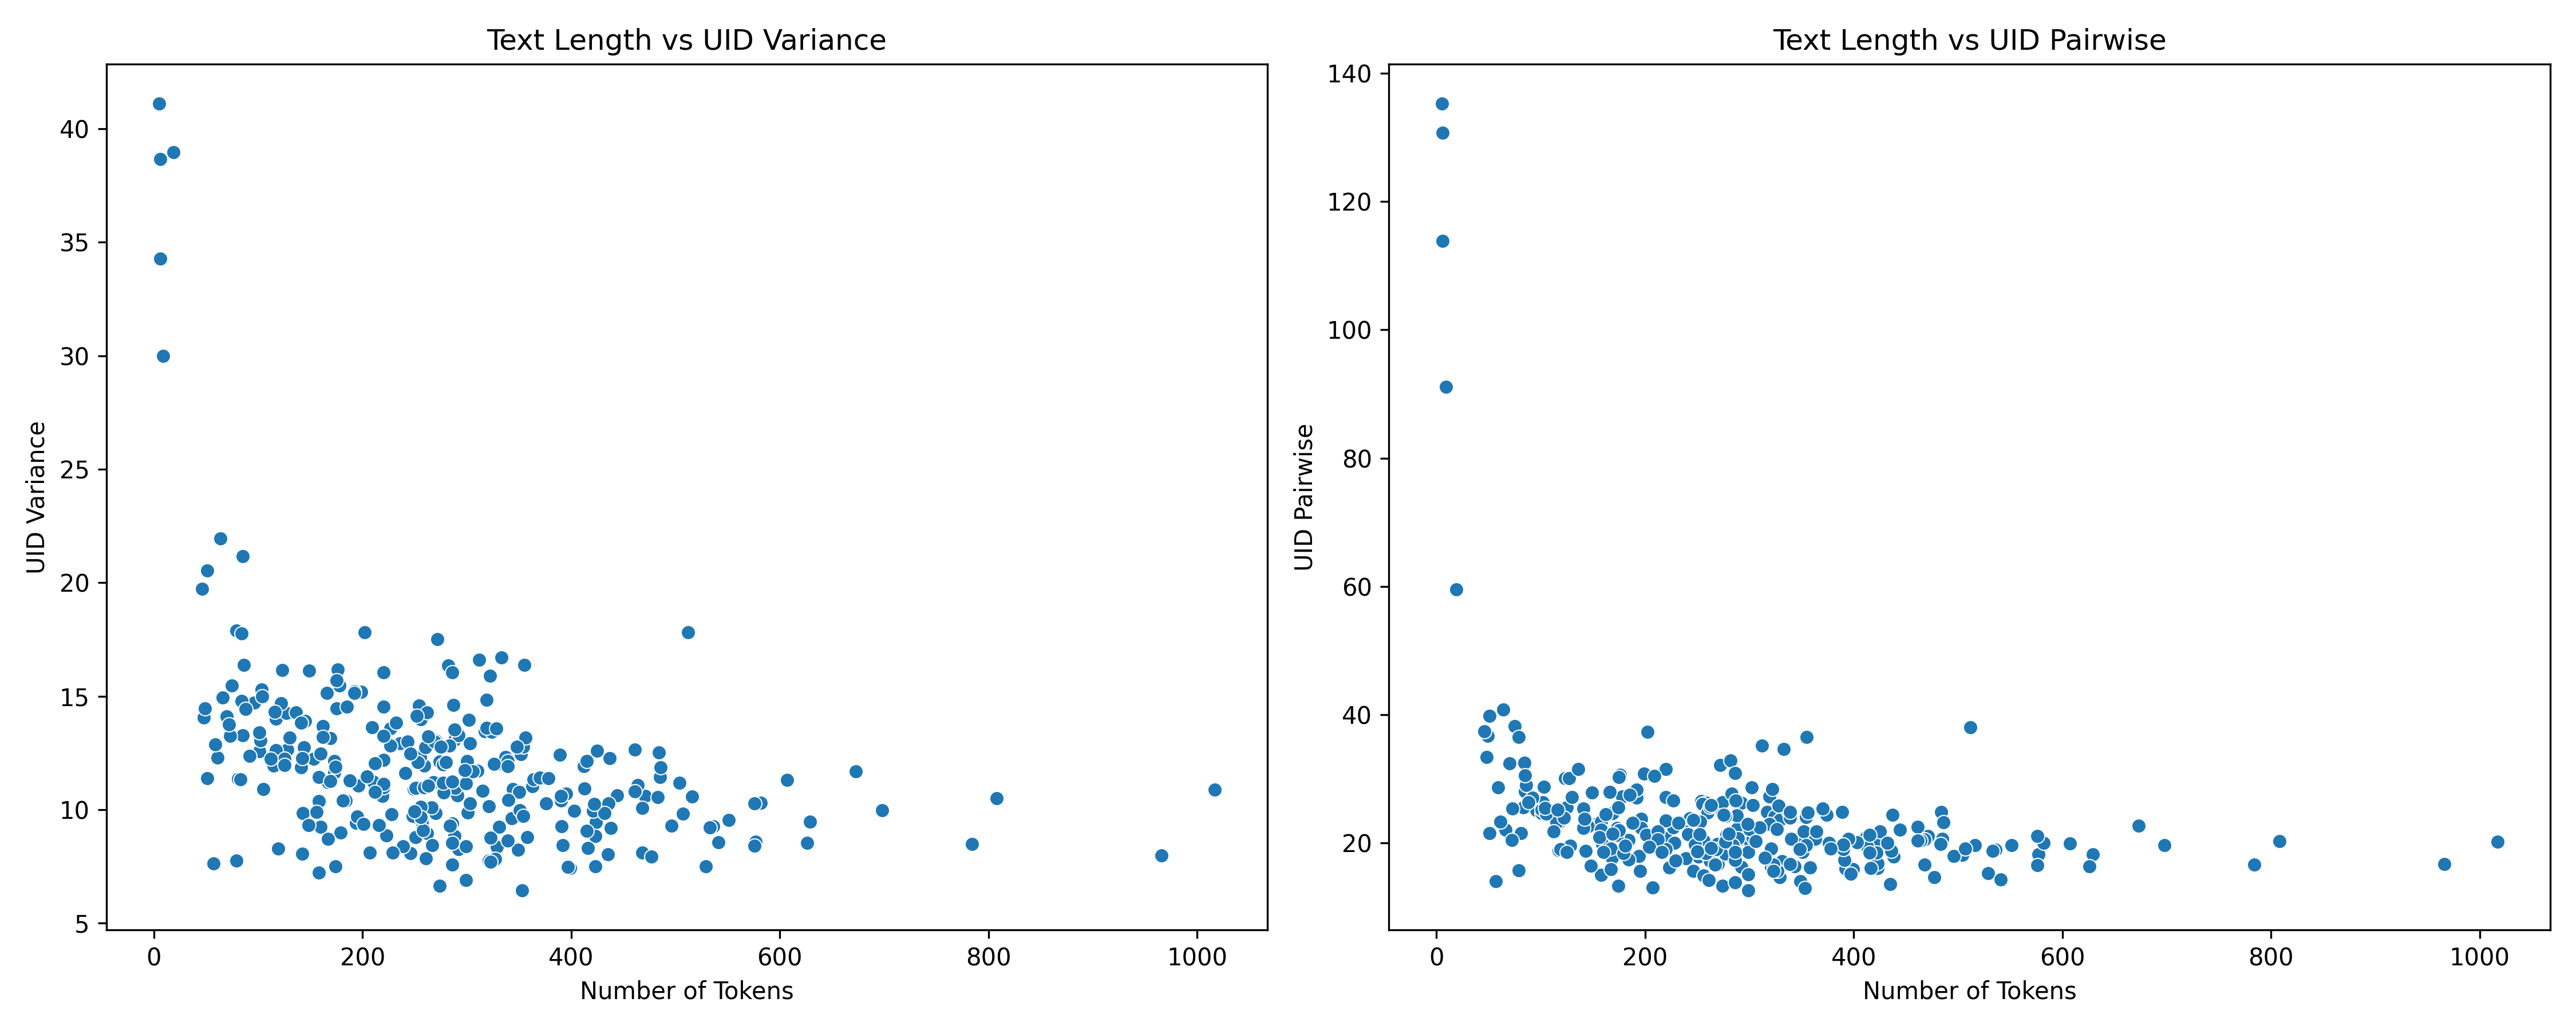 Text Length vs UID Variance
40
35
30
25
20
15
10
5
UID Variance
0 200 400 600 800 1000
Number of Tokens
Text Length vs UID Pairwise
140
120
100
80
60
40
20
UID Pairwise
0 200 400 600 800 1000
Number of Tokens